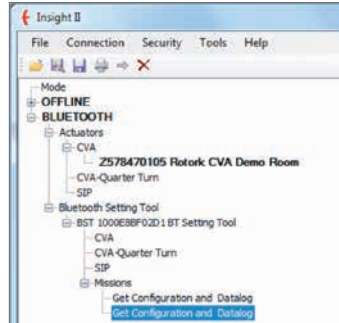 Insight II
File Connection Security Tools Help
Mode
OFFLINE
BLUETOOTH
Actuators
CVA
Z578470105 Rotork CVA Demo Room
CVA-Quarter Turn
SIP
Bluetooth Setting Tool
BST 1000E8BF02D1 BT Setting Tool
CVA
CVA-Quarter Turn
SIP
Missions
Get Configuration and Datalog
Get Configuration and Datalog